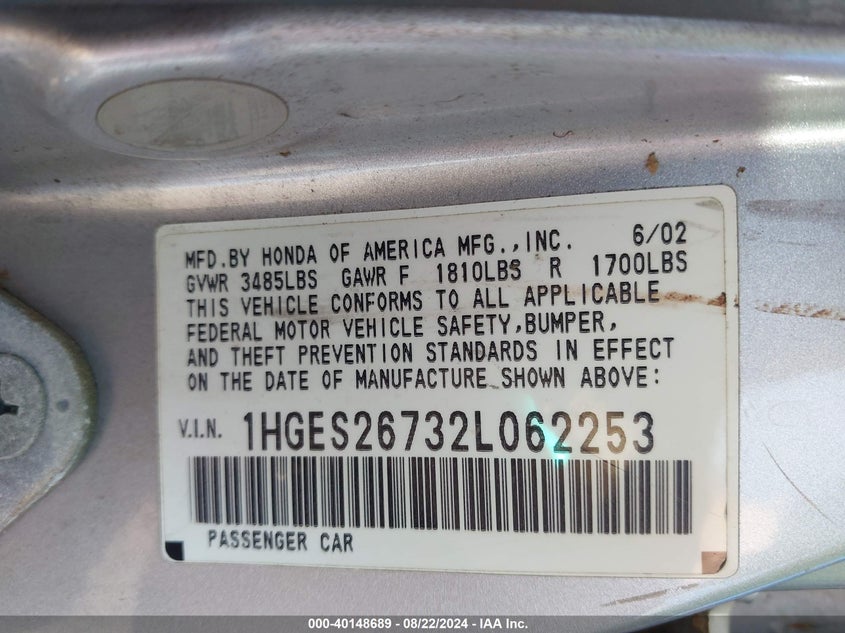 MFD.BY HONDA OF AMERICA MFG.,INC. 6/02
GVWR 3485LBS GAWR F 1810LBS R 1700LBS
THIS VEHICLE CONFORMS TO ALL APPLICABLE
FEDERAL MOTOR VEHICLE SAFETY,BUMPER,
AND THEFT PREVENTION STANDARDS IN EFFECT
ON THE DATE OF MANUFACTURE SHOWN ABOVE:
V.I.N. 1HGES26732L062253
PASSENGER CAR
000-40148689 - 08/22/2024 - IAA Inc.